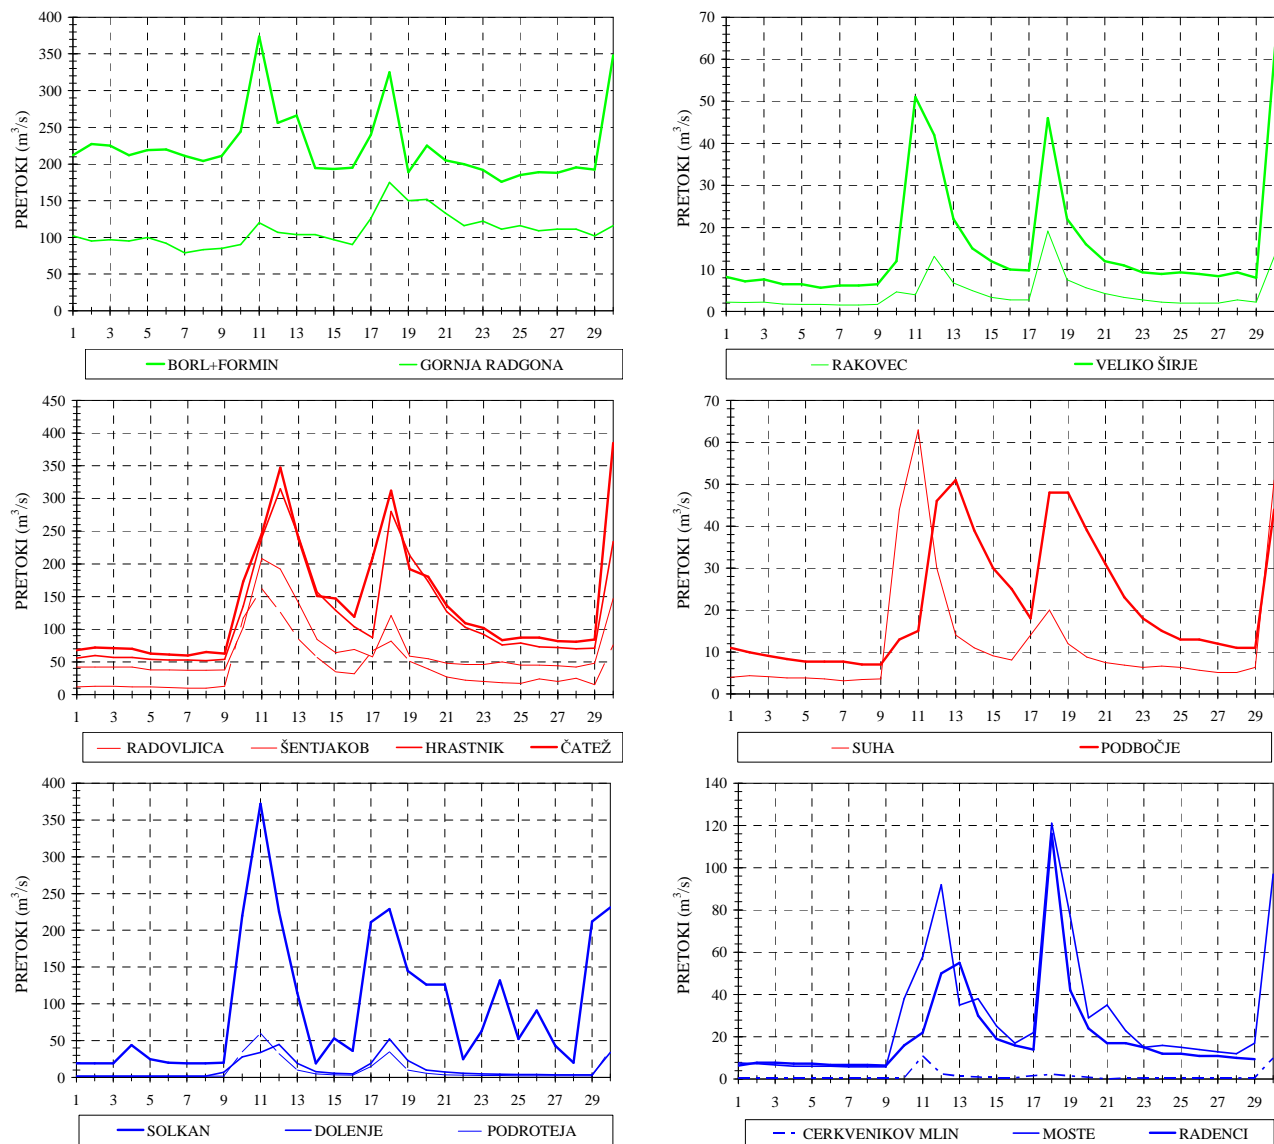 400
350
300
250
200
150
100
50
0
PRETOKI (m³/s)
1 3 5 7 9 11 13 15 17 19 21 23 25 27 29
BORL+FORMIN GORNJA RADGONA
70
60
50
40
30
20
10
0
PRETOKI (m³/s)
1 3 5 7 9 11 13 15 17 19 21 23 25 27 29
RAKOVEC VELIKO ŠIRJE
450
400
350
300
250
200
150
100
50
0
PRETOKI (m³/s)
1 3 5 7 9 11 13 15 17 19 21 23 25 27 29
RADOVLJICA ŠENTJAKOB HRASTNIK ČATEŽ
70
60
50
40
30
20
10
0
PRETOKI (m³/s)
1 3 5 7 9 11 13 15 17 19 21 23 25 27 29
SUHA PODBOČJE
400
350
300
250
200
150
100
50
0
PRETOKI (m³/s)
1 3 5 7 9 11 13 15 17 19 21 23 25 27 29
SOLKAN DOLENJE PODROTEJA
140
120
100
80
60
40
20
0
PRETOKI (m³/s)
1 3 5 7 9 11 13 15 17 19 21 23 25 27 29
CERKVENIKOV MLIN MOSTE RADENCI